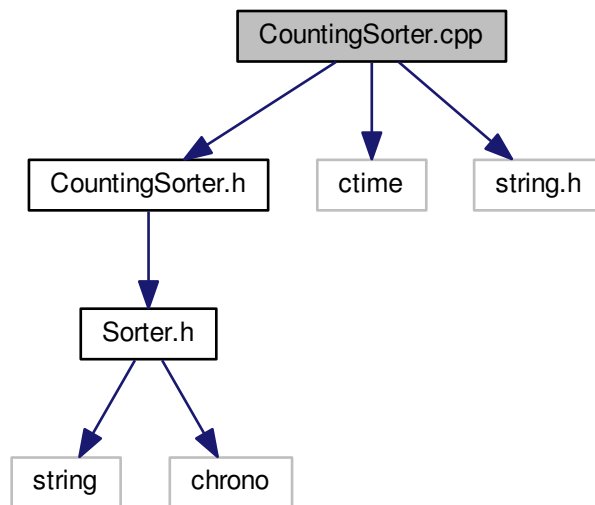 CountingSorter.cpp
CountingSorter.h
ctime
string.h
Sorter.h
string
chrono